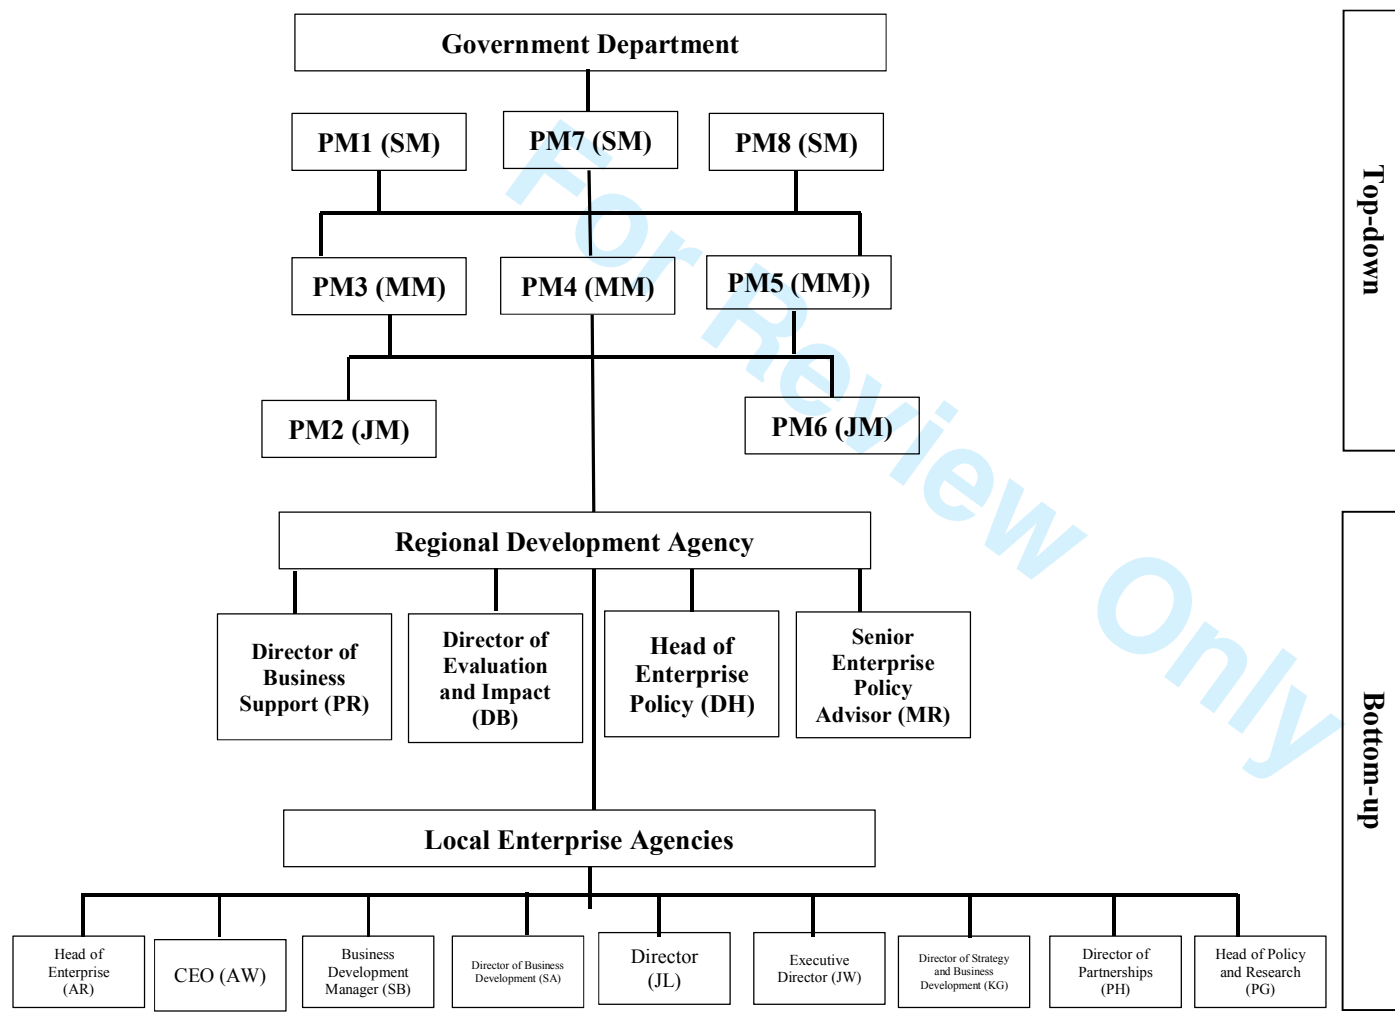 Government Department
PM1 (SM)
PM7 (SM)
PM8 (SM)
PM3 (MM)
PM4 (MM)
PM5 (MM))
PM2 (JM)
PM6 (JM)
Top-down
Regional Development Agency
Director of
Business
Support (PR)
Director of
Evaluation
and Impact
(DB)
Head of
Enterprise
Policy (DH)
Senior
Enterprise
Policy
Advisor (MR)
Local Enterprise Agencies
Head of
Enterprise
(AR)
CEO (AW)
Business
Development
Manager (SB)
Director of Business
Development (SA)
Director
(JL)
Executive
Director (JW)
Director of Strategy
and Business
Development (KG)
Director of
Partnerships
(PH)
Head of Policy
and Research
(PG)
Bottom-up
For Review Only